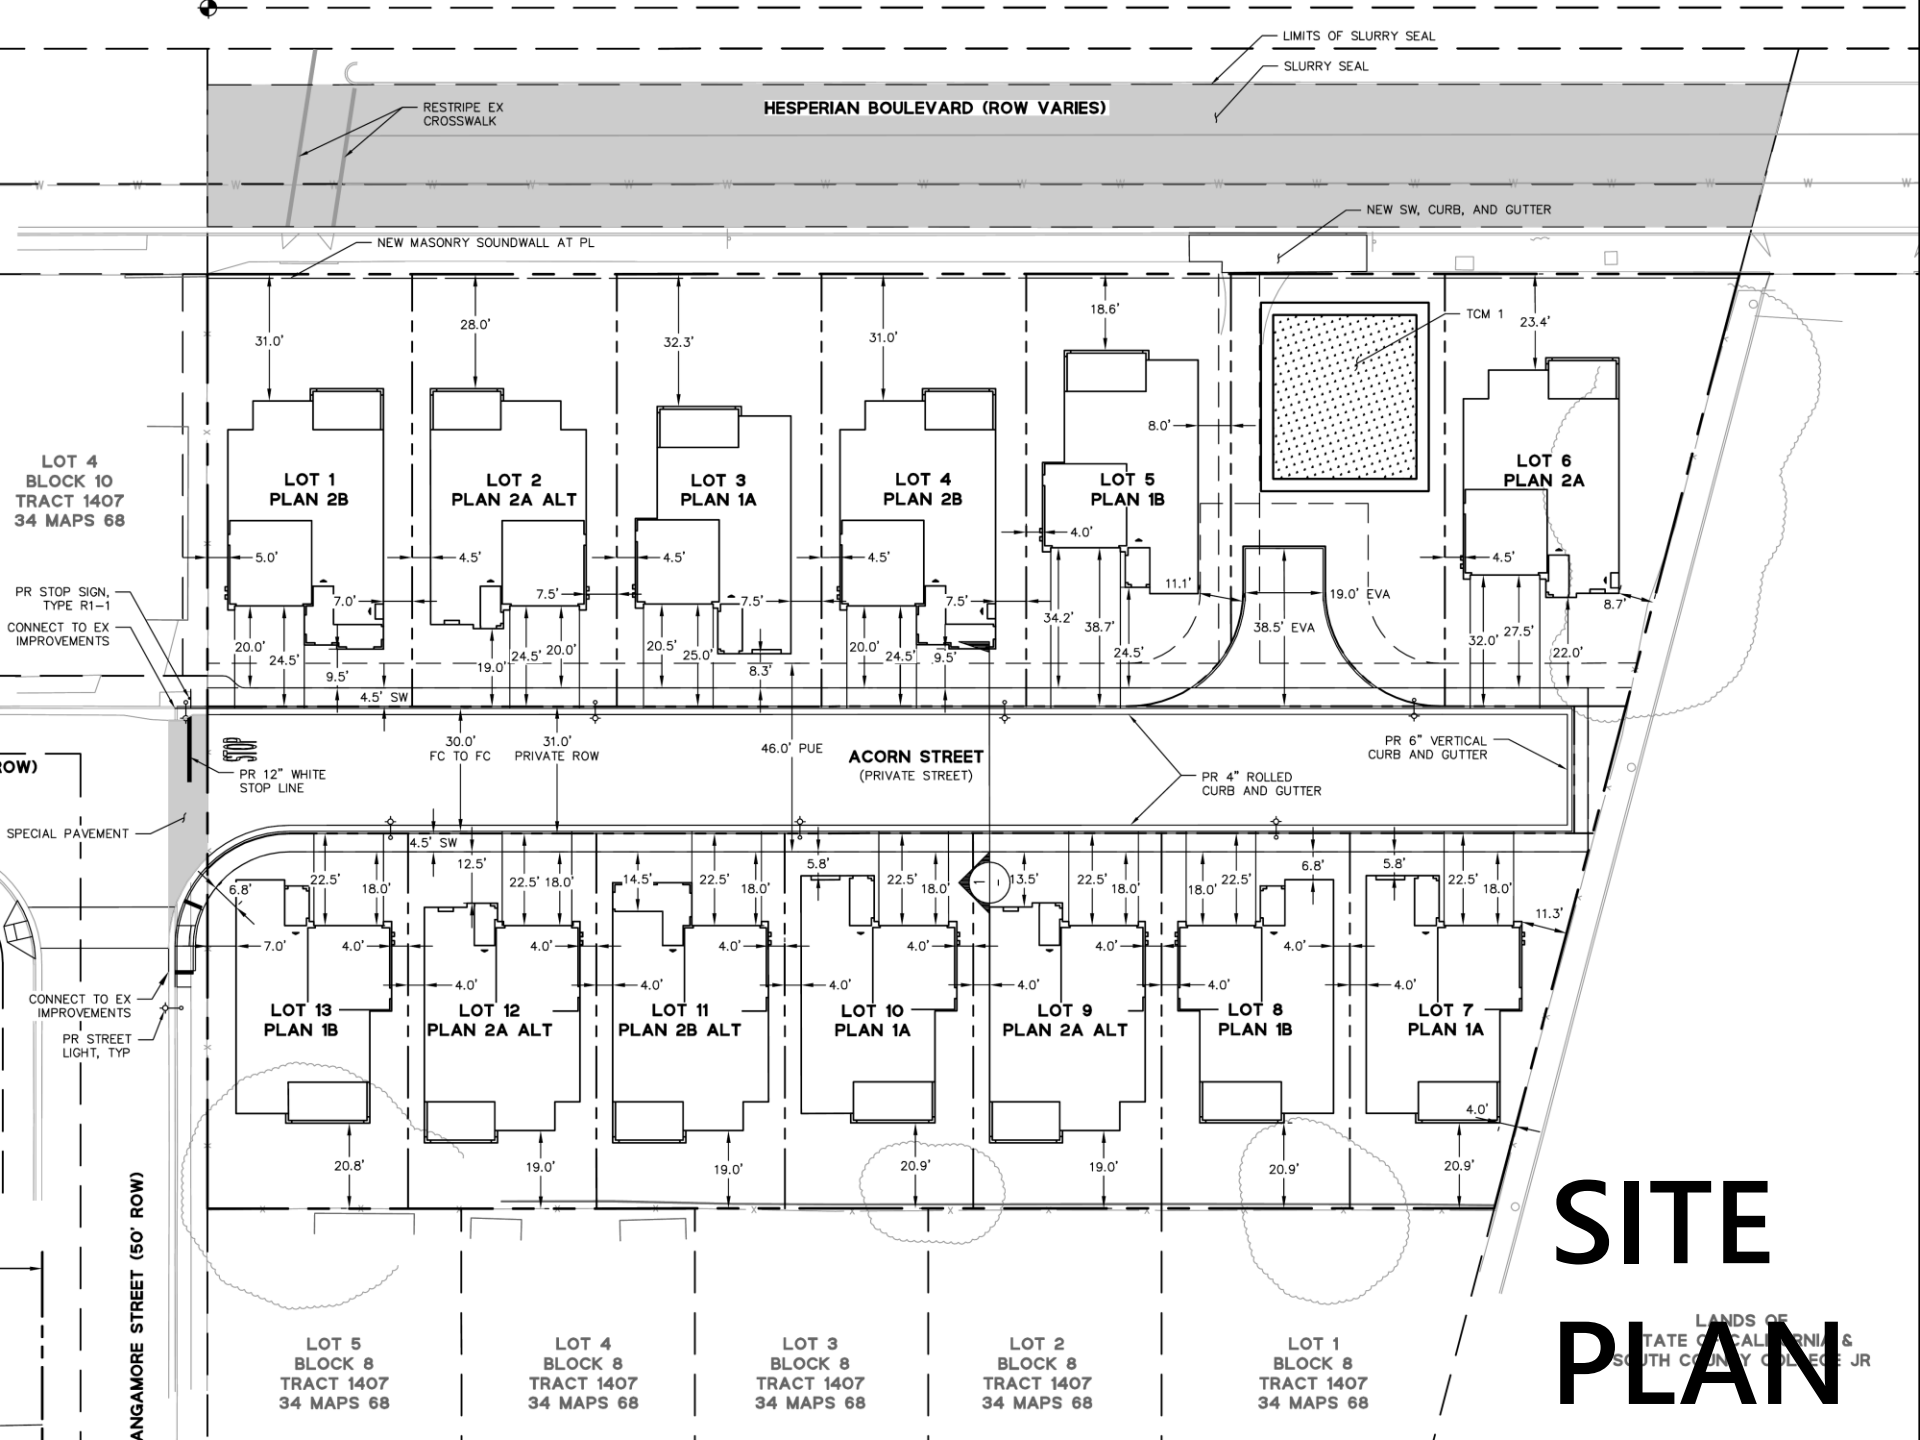 LIMITS OF SLURRY SEAL
SLURRY SEAL
RESTRIPE EX
CROSSWALK
HESPERIAN BOULEVARD (ROW VARIES)
W W W W W W W W W W W W W W W W W W W W
NEW SW, CURB, AND GUTTER
NEW MASONRY SOUNDWALL AT PL
31.0'
28.0'
32.3'
31.0'
18.6'
TCM 1
23.4'
8.0'
LOT 4
BLOCK 10
TRACT 1407
34 MAPS 68
LOT 1
PLAN 2B
LOT 2
PLAN 2A ALT
LOT 3
PLAN 1A
LOT 4
PLAN 2B
LOT 5
PLAN 1B
LOT 6
PLAN 2A
5.0'
4.5'
4.5'
4.5'
4.0'
4.5'
PR STOP SIGN,
TYPE R1-1
CONNECT TO EX
IMPROVEMENTS
7.0'
7.5'
7.5'
7.5'
11.1'
19.0' EVA
8.7'
20.0'
24.5'
9.5'
19.0'
24.5'
20.0'
20.5'
25.0'
8.3'
20.0'
24.5'
9.5'
34.2'
38.7'
24.5'
38.5' EVA
32.0'
27.5'
22.0'
4.5' SW
STOP
30.0'
FC TO FC
31.0'
PRIVATE ROW
46.0' PUE
ACORN STREET
(PRIVATE STREET)
PR 6" VERTICAL
CURB AND GUTTER
PR 12" WHITE
STOP LINE
PR 4" ROLLED
CURB AND GUTTER
ROW)
SPECIAL PAVEMENT
4.5' SW
6.8'
22.5'
18.0'
12.5'
22.5'
18.0'
14.5'
22.5'
18.0'
5.8'
22.5'
18.0'
1
13.5'
22.5'
18.0'
18.0'
22.5'
6.8'
5.8'
22.5'
18.0'
11.3'
7.0'
4.0'
4.0'
4.0'
4.0'
4.0'
4.0'
4.0'
4.0'
4.0'
4.0'
4.0'
4.0'
CONNECT TO EX
IMPROVEMENTS
PR STREET
LIGHT, TYP
LOT 13
PLAN 1B
LOT 12
PLAN 2A ALT
LOT 11
PLAN 2B ALT
LOT 10
PLAN 1A
LOT 9
PLAN 2A ALT
LOT 8
PLAN 1B
LOT 7
PLAN 1A
4.0'
20.8'
19.0'
19.0'
20.9'
19.0'
20.9'
20.9'
ANGAMORE STREET (50' ROW)
LOT 5
BLOCK 8
TRACT 1407
34 MAPS 68
LOT 4
BLOCK 8
TRACT 1407
34 MAPS 68
LOT 3
BLOCK 8
TRACT 1407
34 MAPS 68
LOT 2
BLOCK 8
TRACT 1407
34 MAPS 68
LOT 1
BLOCK 8
TRACT 1407
34 MAPS 68
SITE
PLAN
LANDS OF
JR